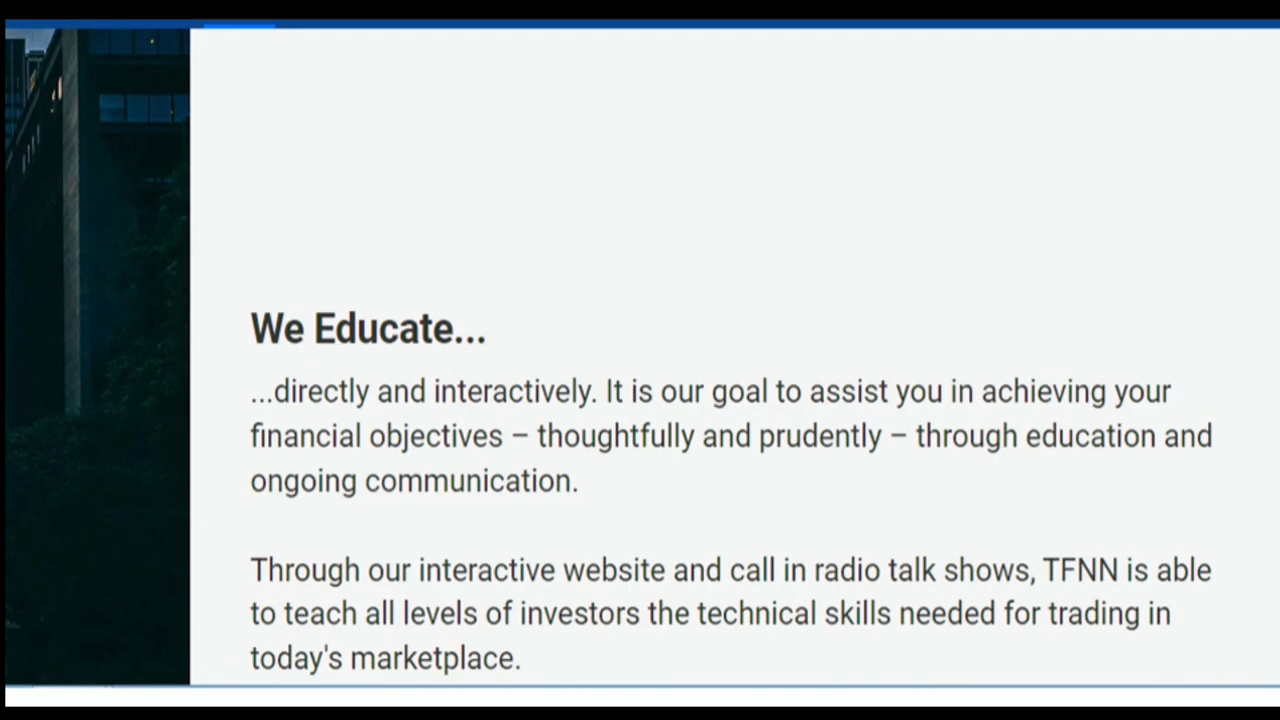 We Educate...
...directly and interactively. It is our goal to assist you in achieving your
financial objectives – thoughtfully and prudently – through education and
ongoing communication.
Through our interactive website and call in radio talk shows, TFNN is able
to teach all levels of investors the technical skills needed for trading in
today's marketplace.